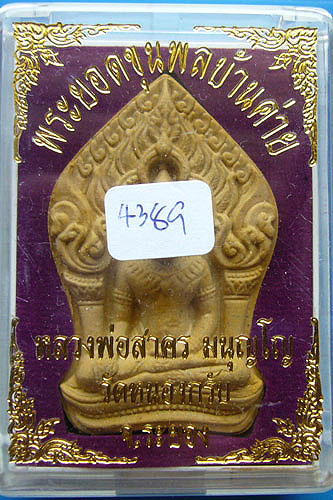 พระยอดขุนพลบ้านค่าย
4389
หลวงพ่อสาคร มนุญโญ
วัดหนองกรับ
จ.ระยอง